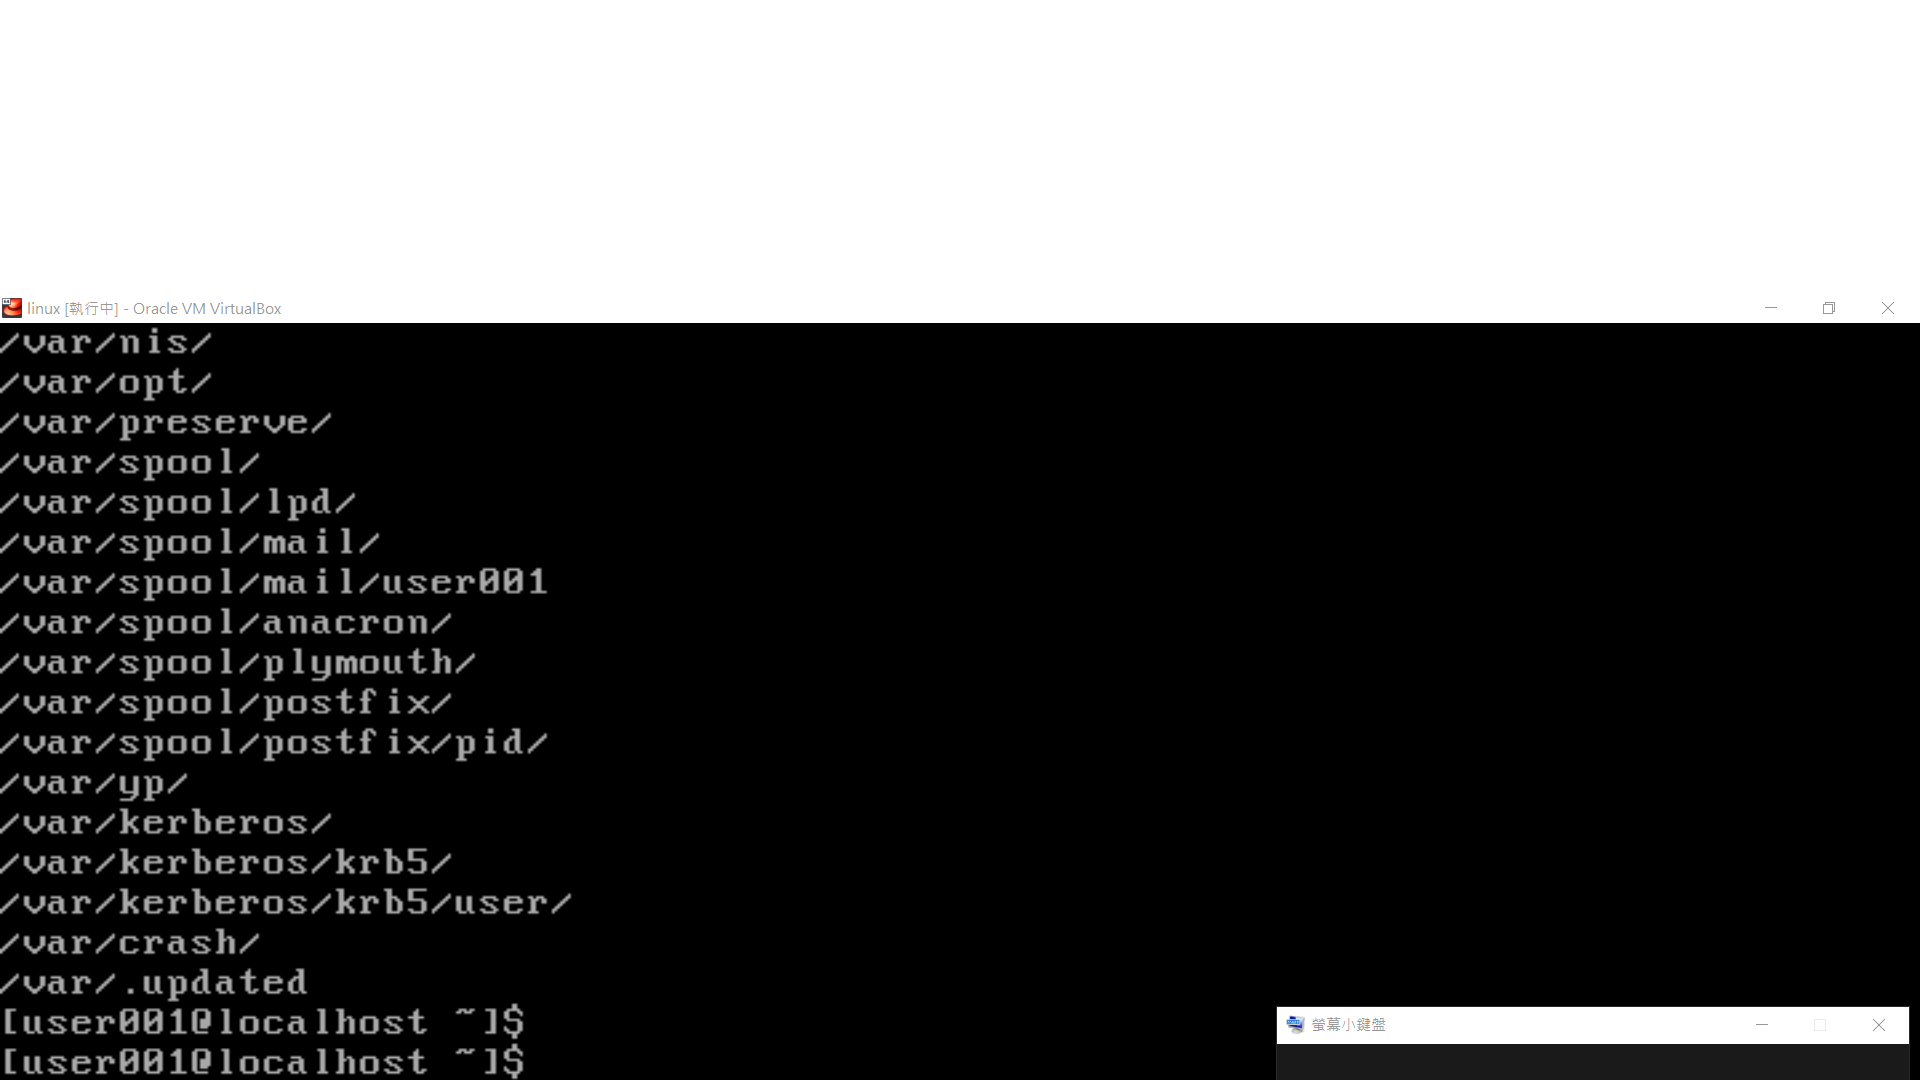 linux [執行中] - Oracle VM VirtualBox
/var/nis/
/var/opt/
/var/preserve/
/var/spool/
/var/spool/lpd/
/var/spool/mail/
/var/spool/mail/user001
/var/spool/anacron/
/var/spool/plymouth/
/var/spool/postfix/
/var/spool/postfix/pid/
/var/yp/
/var/kerberos/
/var/kerberos/krb5/
/var/kerberos/krb5/user/
/var/crash/
/var/.updated
[user001@localhost ~]$
[user001@localhost ~]$
螢幕小鍵盤